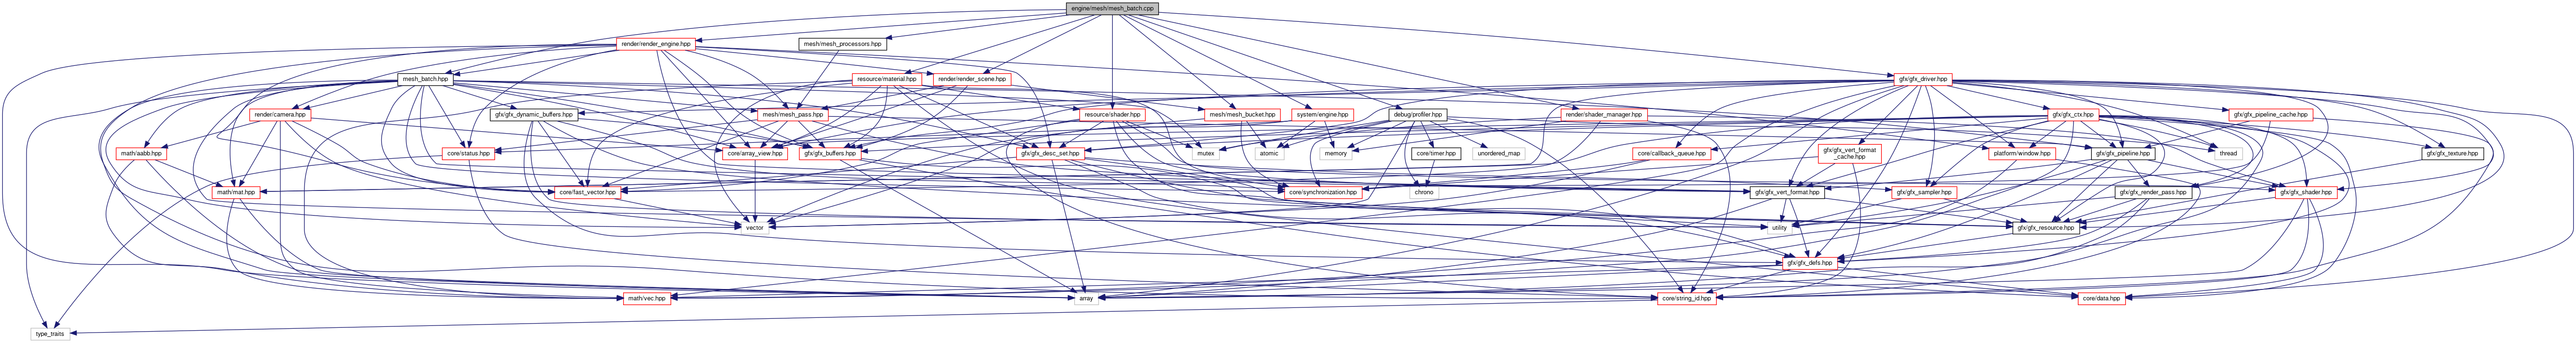 engine/mesh/mesh_batch.cpp
render/render_engine.hpp
mesh/mesh_processors.hpp
mesh_batch.hpp
resource/material.hpp
render/render_scene.hpp
gfx/gfx_driver.hpp
render/camera.hpp
gfx/gfx_dynamic_buffers.hpp
mesh/mesh_pass.hpp
resource/shader.hpp
mesh/mesh_bucket.hpp
system/engine.hpp
debug/profiler.hpp
render/shader_manager.hpp
gfx/gfx_ctx.hpp
gfx/gfx_pipeline_cache.hpp
math/aabb.hpp
core/status.hpp
core/array_view.hpp
gfx/gfx_buffers.hpp
gfx/gfx_desc_set.hpp
mutex
atomic
memory
core/timer.hpp
unordered_map
core/callback_queue.hpp
gfx/gfx_vert_format
_cache.hpp
platform/window.hpp
gfx/gfx_pipeline.hpp
thread
gfx/gfx_texture.hpp
math/mat.hpp
core/fast_vector.hpp
core/synchronization.hpp
chrono
gfx/gfx_vert_format.hpp
gfx/gfx_sampler.hpp
gfx/gfx_render_pass.hpp
gfx/gfx_shader.hpp
vector
utility
gfx/gfx_resource.hpp
gfx/gfx_defs.hpp
math/vec.hpp
array
core/string_id.hpp
core/data.hpp
type_traits